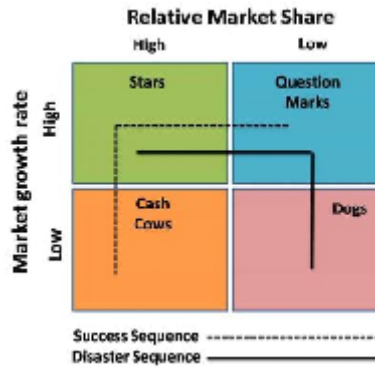 Relative Market Share
High Low
Market growth rate
High
Low
Stars
Question
Marks
Cash
Cows
Dogs
Success Sequence
Disaster Sequence